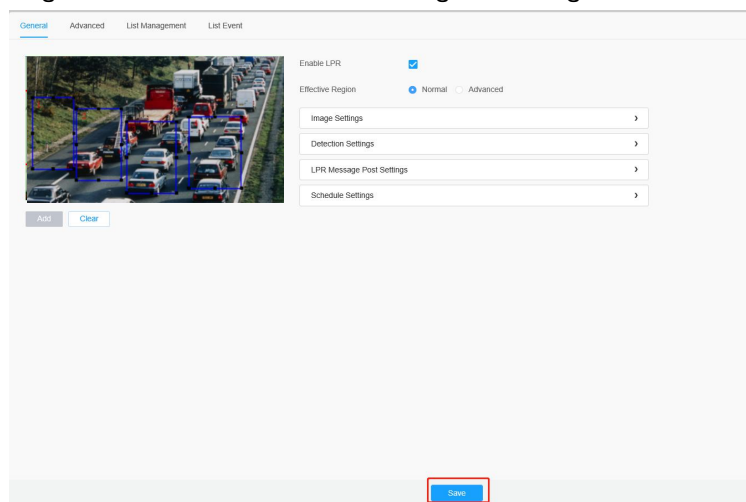 General Advanced List Management List Event
Enable LPR
Effective Region Normal Advanced
Image Settings
Detection Settings
LPR Message Post Settings
Schedule Settings
Add Clear
Save